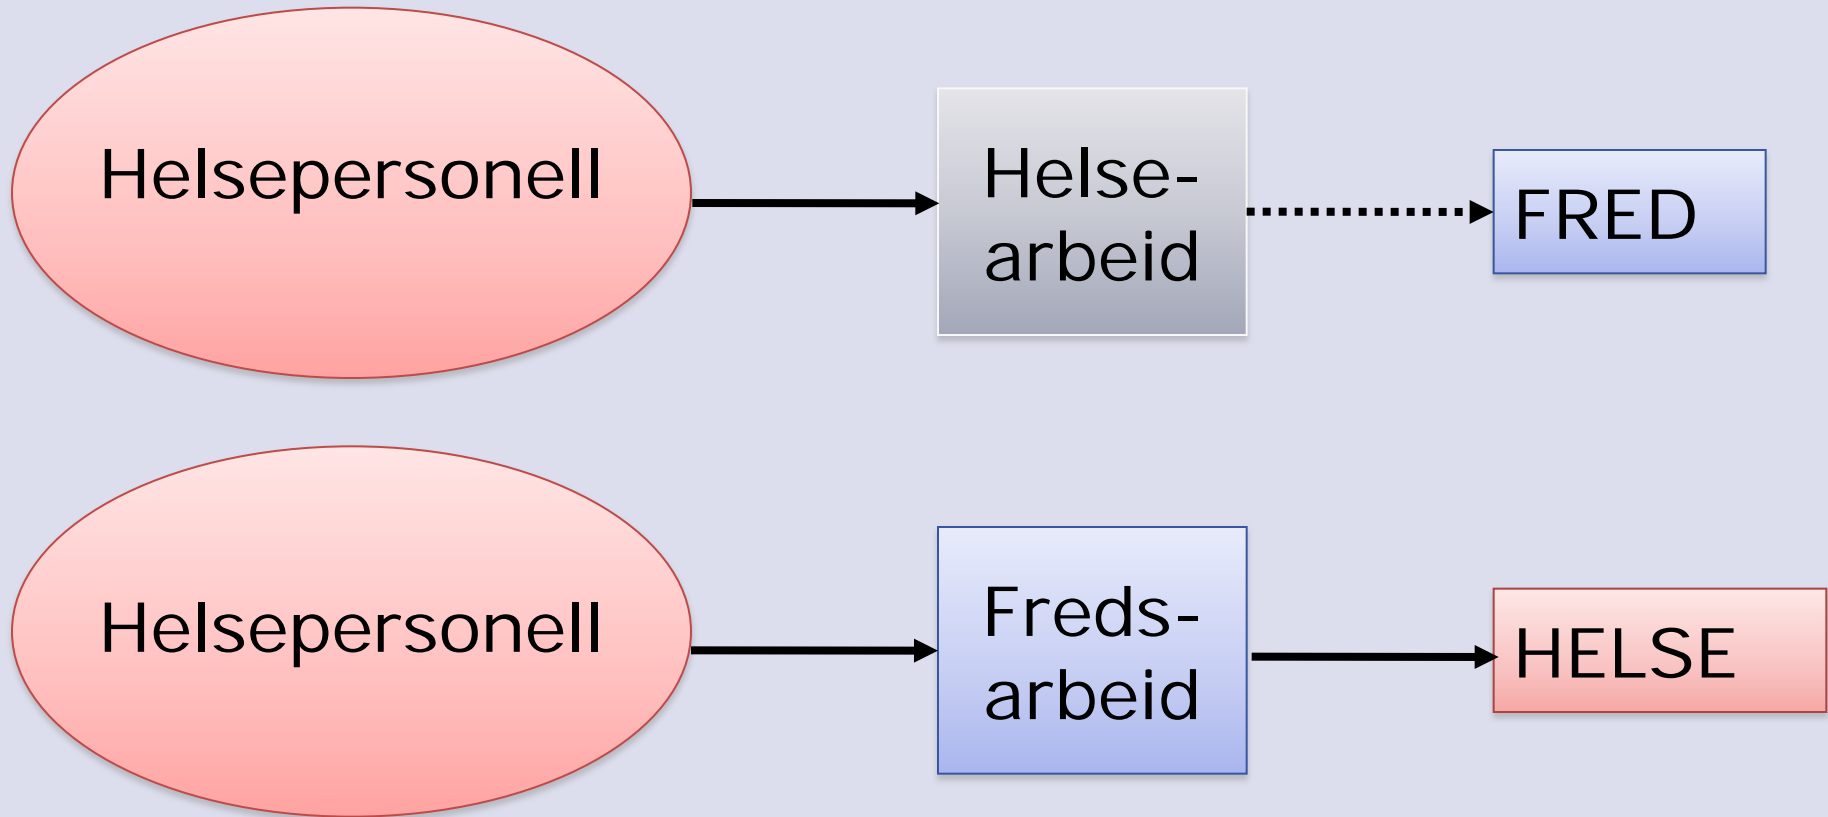 Helsepersonell
Helse-
arbeid
FRED
Helsepersonell
Freds-
arbeid
HELSE